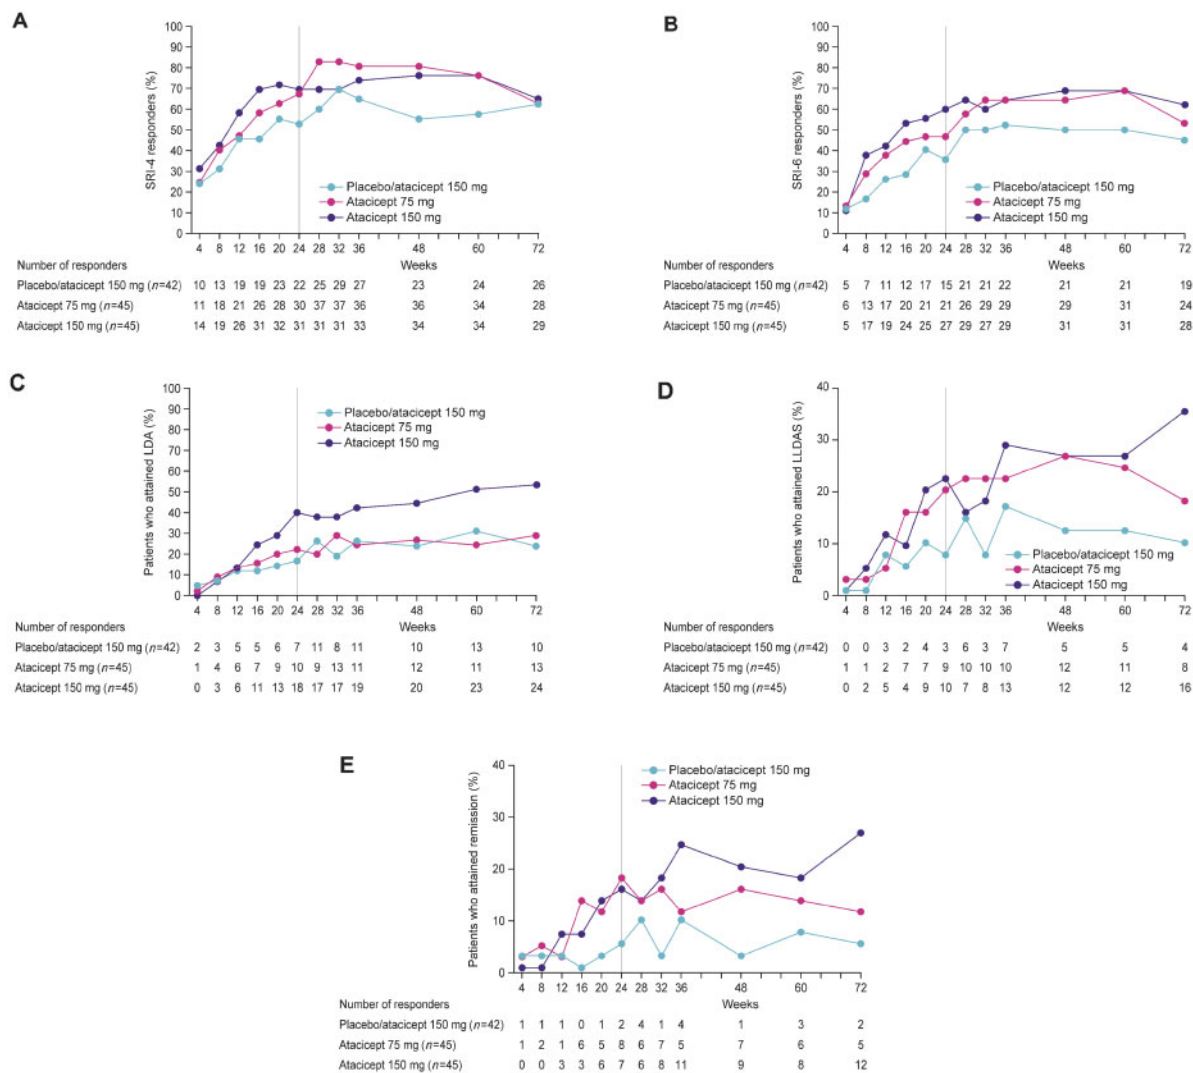 A
100
90
80
70
60
50
40
30
20
10
0
SRI-4 responders (%)
Placebo/atacicept 150 mg
Atacicept 75 mg
Atacicept 150 mg
4 8 12 16 20 24 28 32 36 48 60 72
Number of responders Weeks
Placebo/atacicept 150 mg (n=42) 10 13 19 19 23 22 25 29 27 23 24 26
Atacicept 75 mg (n=45) 11 18 21 26 28 30 37 37 36 36 34 28
Atacicept 150 mg (n=45) 14 19 26 31 32 31 31 31 33 34 34 29
B
100
90
80
70
60
50
40
30
20
10
0
SRI-6 responders (%)
Placebo/atacicept 150 mg
Atacicept 75 mg
Atacicept 150 mg
4 8 12 16 20 24 28 32 36 48 60 72
Number of responders Weeks
Placebo/atacicept 150 mg (n=42) 5 7 11 12 17 15 21 21 22 21 21 19
Atacicept 75 mg (n=45) 6 13 17 20 21 21 26 29 29 29 31 24
Atacicept 150 mg (n=45) 5 17 19 24 25 27 29 27 29 31 31 28
C
100
90
80
70
60
50
40
30
20
10
0
Patients who attained LDA (%)
Placebo/atacicept 150 mg
Atacicept 75 mg
Atacicept 150 mg
4 8 12 16 20 24 28 32 36 48 60 72
Number of responders Weeks
Placebo/atacicept 150 mg (n=42) 2 3 5 5 6 7 11 8 11 10 13 10
Atacicept 75 mg (n=45) 1 4 6 7 9 10 9 13 11 12 11 13
Atacicept 150 mg (n=45) 0 3 6 11 13 18 17 17 19 20 23 24
D
40
30
20
10
0
Patients who attained LLDAS (%)
Placebo/atacicept 150 mg
Atacicept 75 mg
Atacicept 150 mg
4 8 12 16 20 24 28 32 36 48 60 72
Number of responders Weeks
Placebo/atacicept 150 mg (n=42) 0 0 3 2 4 3 6 3 7 5 5 4
Atacicept 75 mg (n=45) 1 1 2 7 7 9 10 10 10 12 11 8
Atacicept 150 mg (n=45) 0 2 5 4 9 10 7 8 13 12 12 16
E
40
30
20
10
0
Patients who attained remission (%)
Placebo/atacicept 150 mg
Atacicept 75 mg
Atacicept 150 mg
4 8 12 16 20 24 28 32 36 48 60 72
Number of responders Weeks
Placebo/atacicept 150 mg (n=42) 1 1 1 0 1 2 4 1 4 1 3 2
Atacicept 75 mg (n=45) 1 2 1 6 5 8 6 7 5 7 6 5
Atacicept 150 mg (n=45) 0 0 3 3 6 7 6 8 11 9 8 12